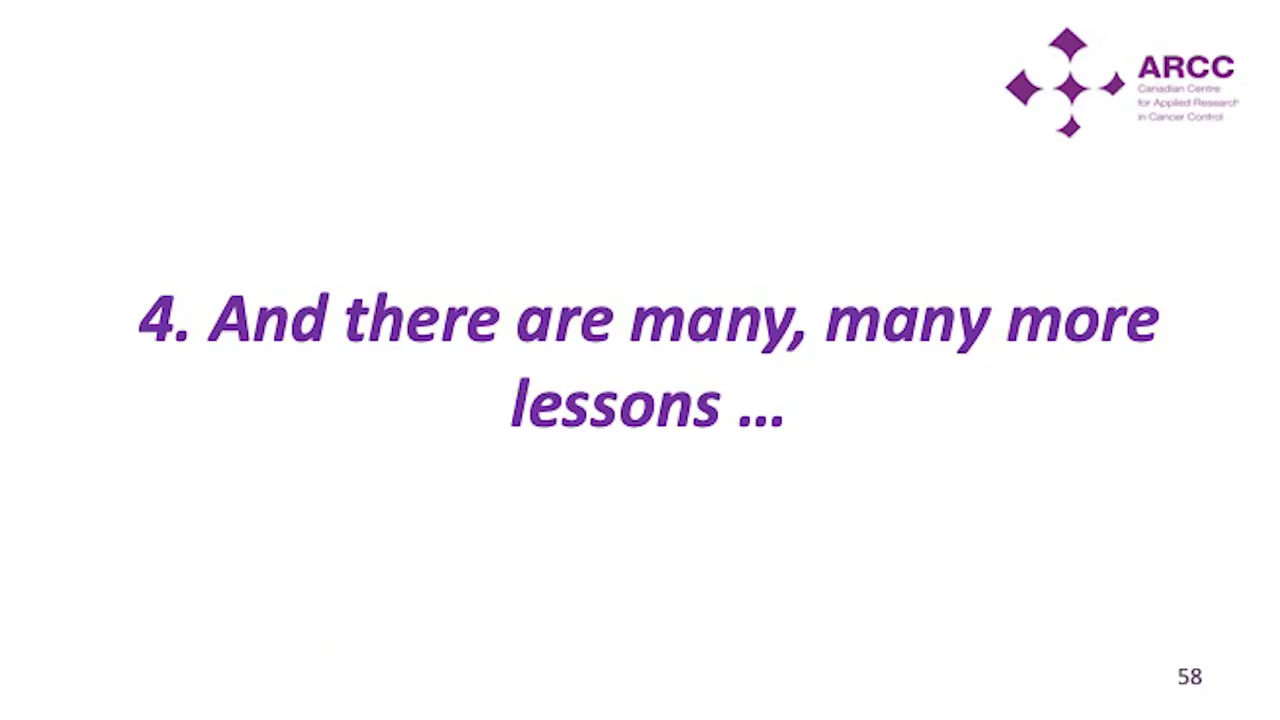 ARCC
Canadian Centre
for Applied Research
in Cancer Control
4. And there are many, many more
lessons ...
58